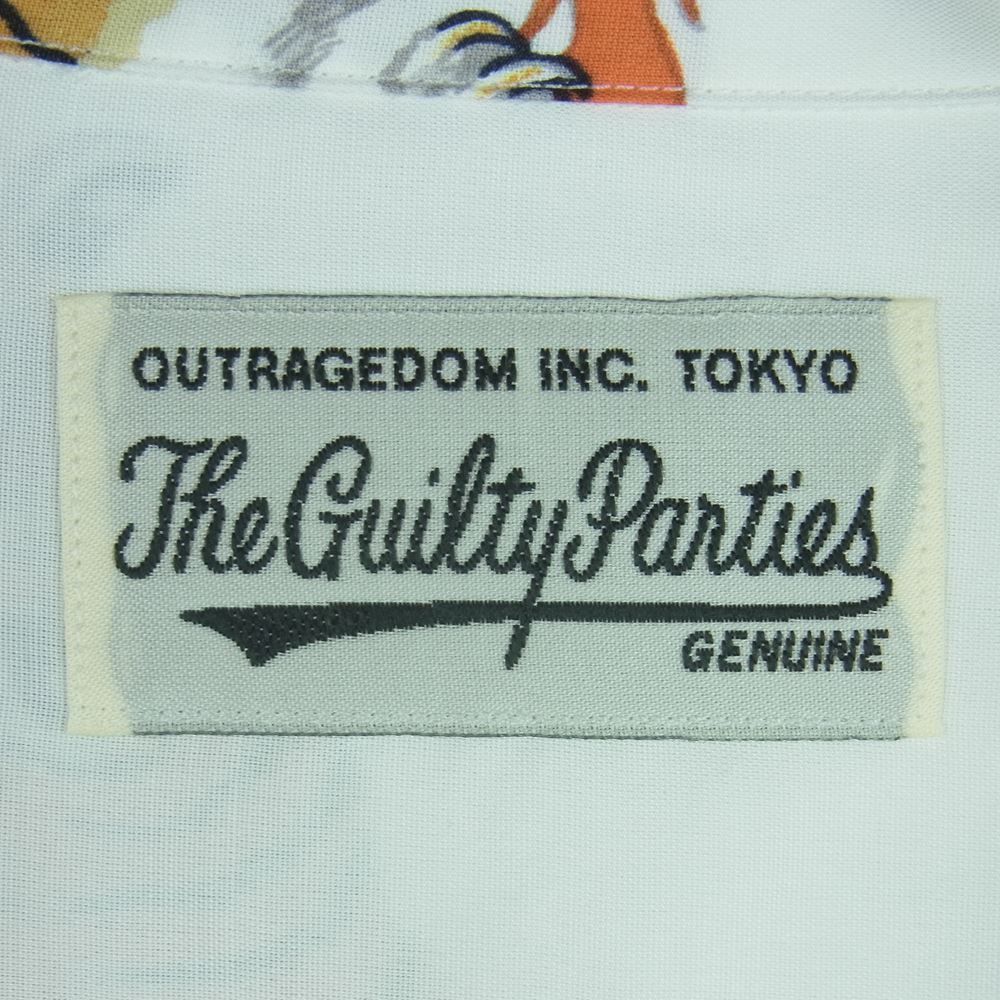 OUTRAGEDOM INC. TOKYO
The Guilty Parties
GENUINE